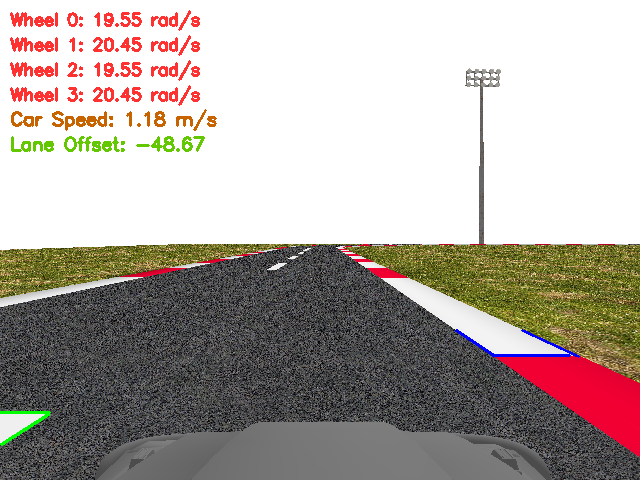 Wheel 0: 19.55 rad/s
Wheel 1: 20.45 rad/s
Wheel 2: 19.55 rad/s
Wheel 3: 20.45 rad/s
Car Speed: 1.18 m/s
Lane Offset: -48.67